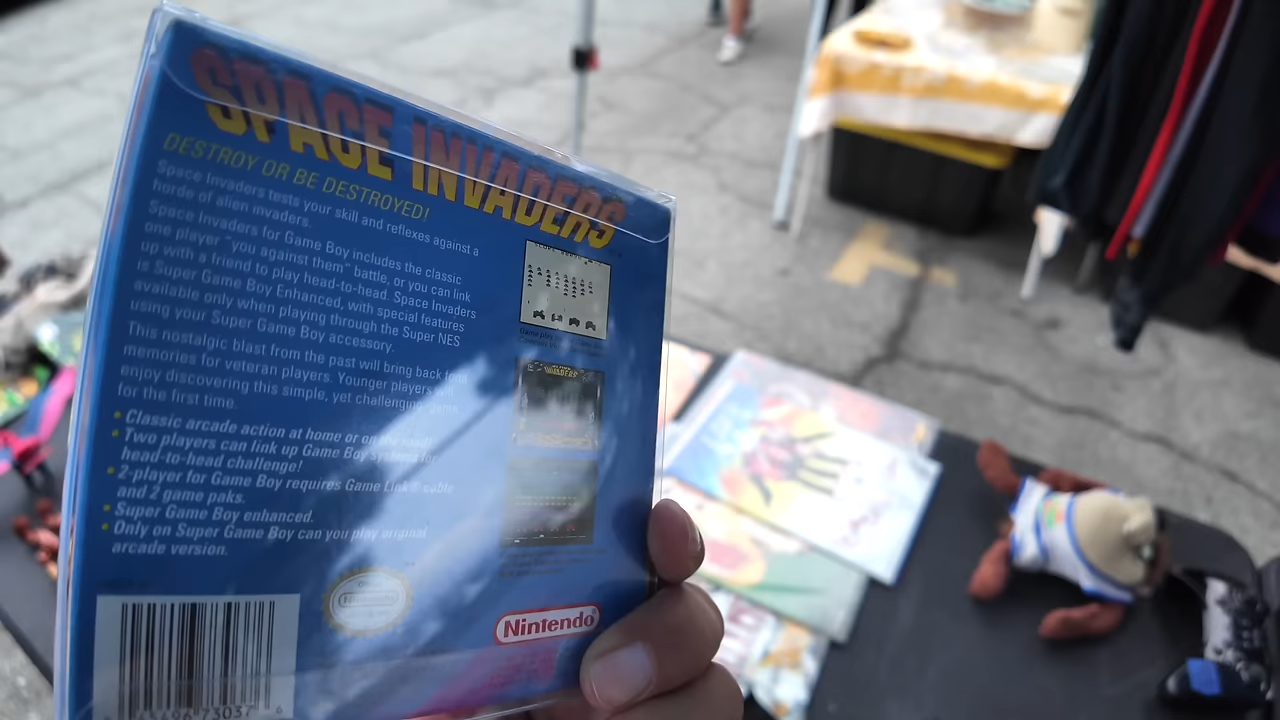 SPACE INVADERS
DESTROY OR BE DESTROYED!
Space Invaders tests your skill and reflexes against a
horde of alien invaders.
Space Invaders for Game Boy includes the classic
one player "you against them" battle, or you can link
up with a friend to play head-to-head. Space Invaders
is Super Game Boy Enhanced, with special features
available only when playing through the Super NES
using your Super Game Boy accessory.
This nostalgic blast from the past will bring back fond
memories for veteran players. Younger players will
enjoy discovering this simple, yet challenging game
for the first time.
• Classic arcade action at home or on the road!
• Two players can link up Game Boy systems for
head-to-head challenge!
• 2-player for Game Boy requires Game Link® cable
and 2 game paks.
• Super Game Boy enhanced.
• Only on Super Game Boy can you play original
arcade version.
INVADERS
Nintendo
Nintendo®
73037